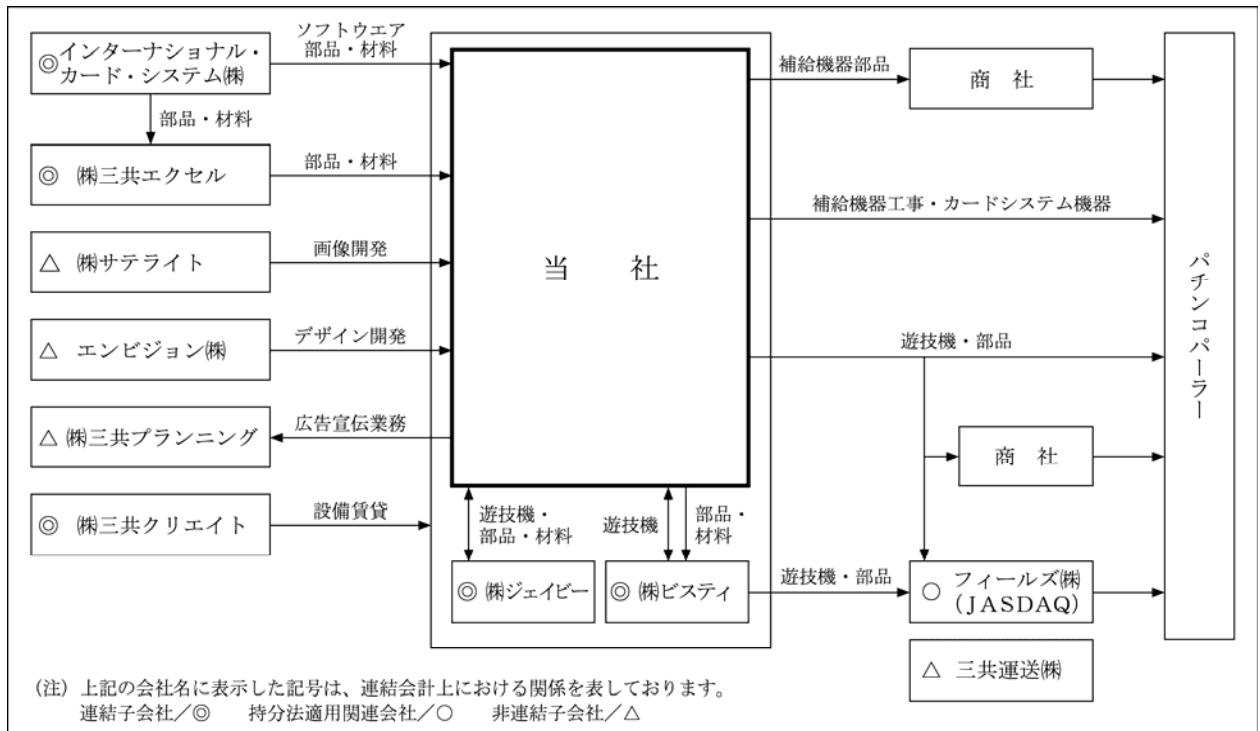 ◎インターナショナル・
カード・システム㈱
ソフトウエア
部品・材料
部品・材料
◎ ㈱三共エクセル
部品・材料
△ ㈱サテライト
画像開発
△ エンビジョン㈱
デザイン開発
△ ㈱三共プランニング
広告宣伝業務
◎ ㈱三共クリエイト
設備賃貸
当 社
遊技機・
部品・材料
遊技機
部品・
材料
◎ ㈱ジェイビー
◎ ㈱ビスティ
補給機器部品
商 社
補給機器工事・カードシステム機器
遊技機・部品
商 社
遊技機・部品
○ フィールズ㈱
(JASDAQ)
△ 三共運送㈱
パチンコパーラー
(注) 上記の会社名に表示した記号は、連結会計上における関係を表しております。
連結子会社／◎ 持分法適用関連会社／○ 非連結子会社／△